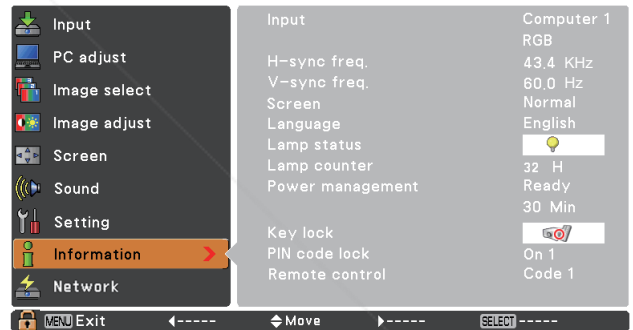 Input
PC adjust
Image select
Image adjust
Screen
Sound
Setting
Information
Network
Input Computer 1
RGB
H-sync freq. 43.4 KHz
V-sync freq. 60.0 Hz
Screen Normal
Language English
Lamp status
Lamp counter 32 H
Power management Ready
30 Min
Key lock
PIN code lock On 1
Remote control Code 1
MENU Exit ----- Move ----- SELECT -----